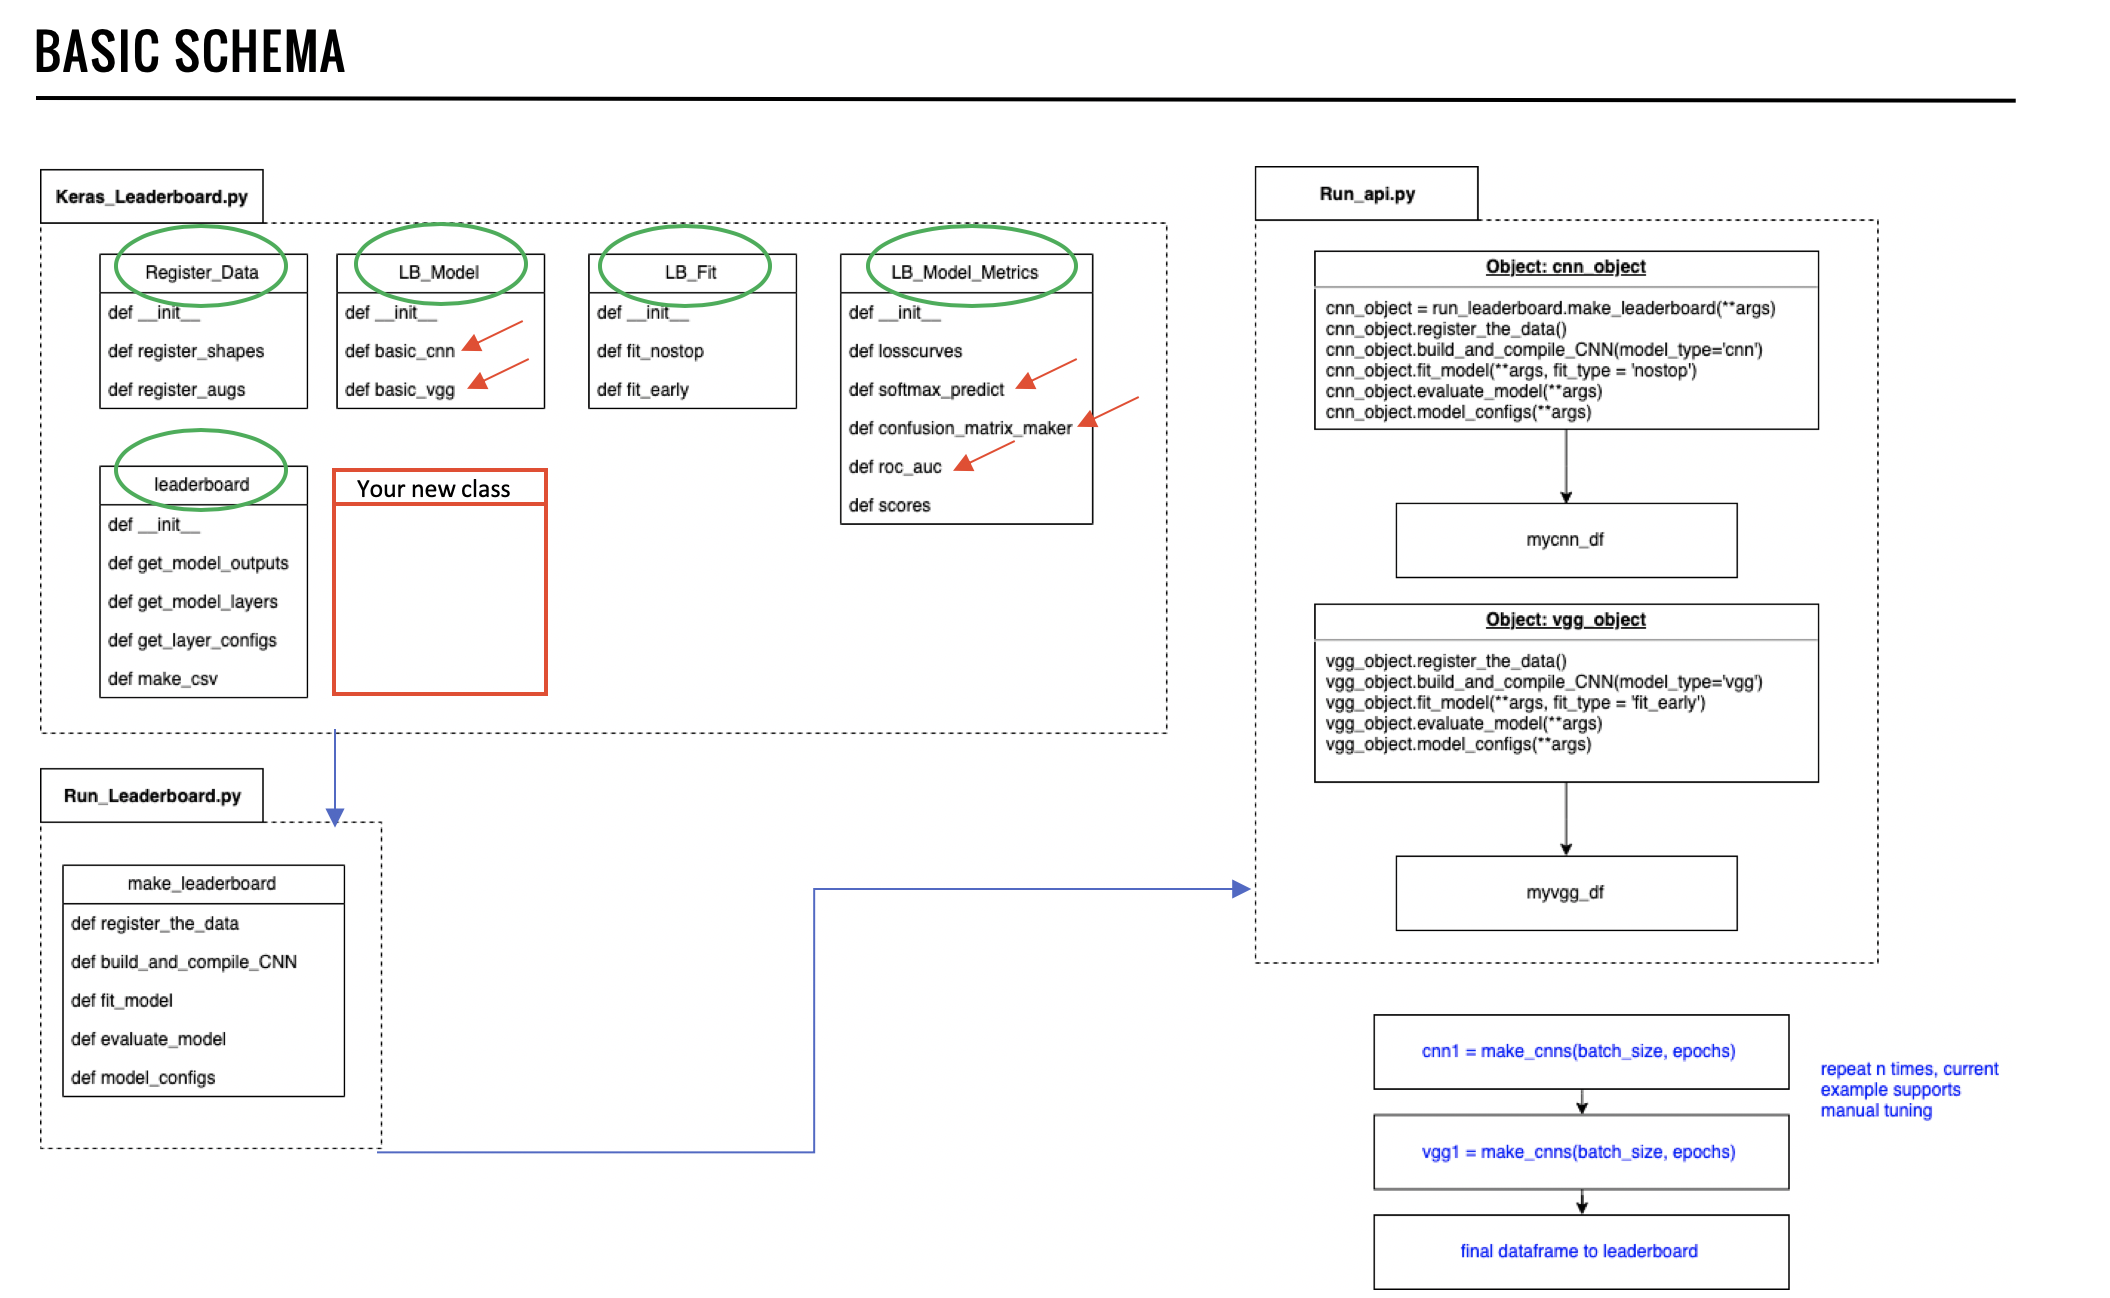 BASIC SCHEMA
Keras_Leaderboard.py
Register_Data
def __init__
def register_shapes
def register_augs
LB_Model
def __init__
def basic_cnn
def basic_vgg
LB_Fit
def __init__
def fit_nostop
def fit_early
LB_Model_Metrics
def __init__
def losscurves
def softmax_predict
def confusion_matrix_maker
def roc_auc
def scores
leaderboard
def __init__
def get_model_outputs
def get_model_layers
def get_layer_configs
def make_csv
Your new class
Run_Leaderboard.py
make_leaderboard
def register_the_data
def build_and_compile_CNN
def fit_model
def evaluate_model
def model_configs
Run_api.py
Object: cnn_object
cnn_object = run_leaderboard.make_leaderboard(**args)
cnn_object.register_the_data()
cnn_object.build_and_compile_CNN(model_type='cnn')
cnn_object.fit_model(**args, fit_type = 'nostop')
cnn_object.evaluate_model(**args)
cnn_object.model_configs(**args)
mycnn_df
Object: vgg_object
vgg_object.register_the_data()
vgg_object.build_and_compile_CNN(model_type='vgg')
vgg_object.fit_model(**args, fit_type = 'fit_early')
vgg_object.evaluate_model(**args)
vgg_object.model_configs(**args)
myvgg_df
cnn1 = make_cnns(batch_size, epochs)
repeat n times, current
example supports
manual tuning
vgg1 = make_cnns(batch_size, epochs)
final dataframe to leaderboard